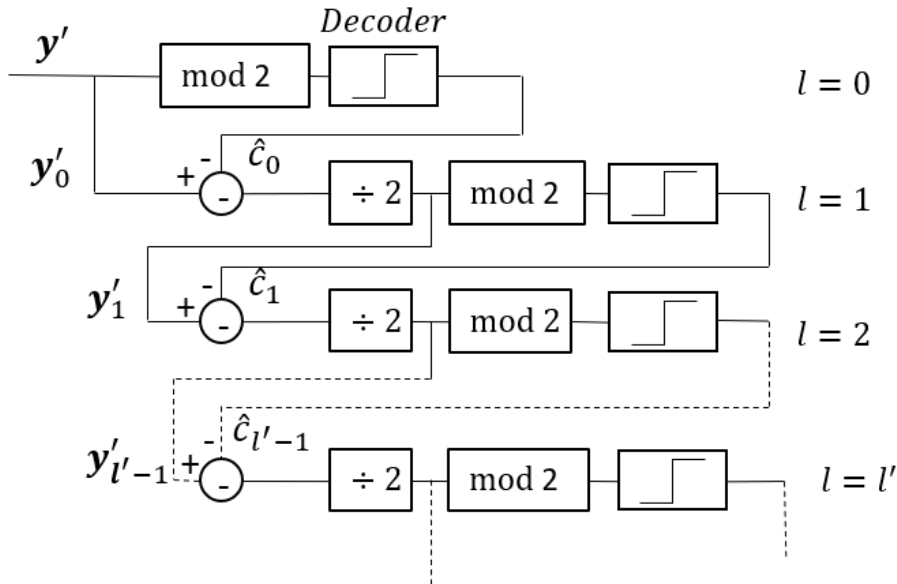 Decoder
y′
mod 2
l = 0
y′₀
+
-
ĉ₀
-
÷ 2
mod 2
l = 1
y′₁
+
-
ĉ₁
-
÷ 2
mod 2
l = 2
y′ₗ′₋₁
+
-
ĉₗ′₋₁
-
÷ 2
mod 2
l = l′